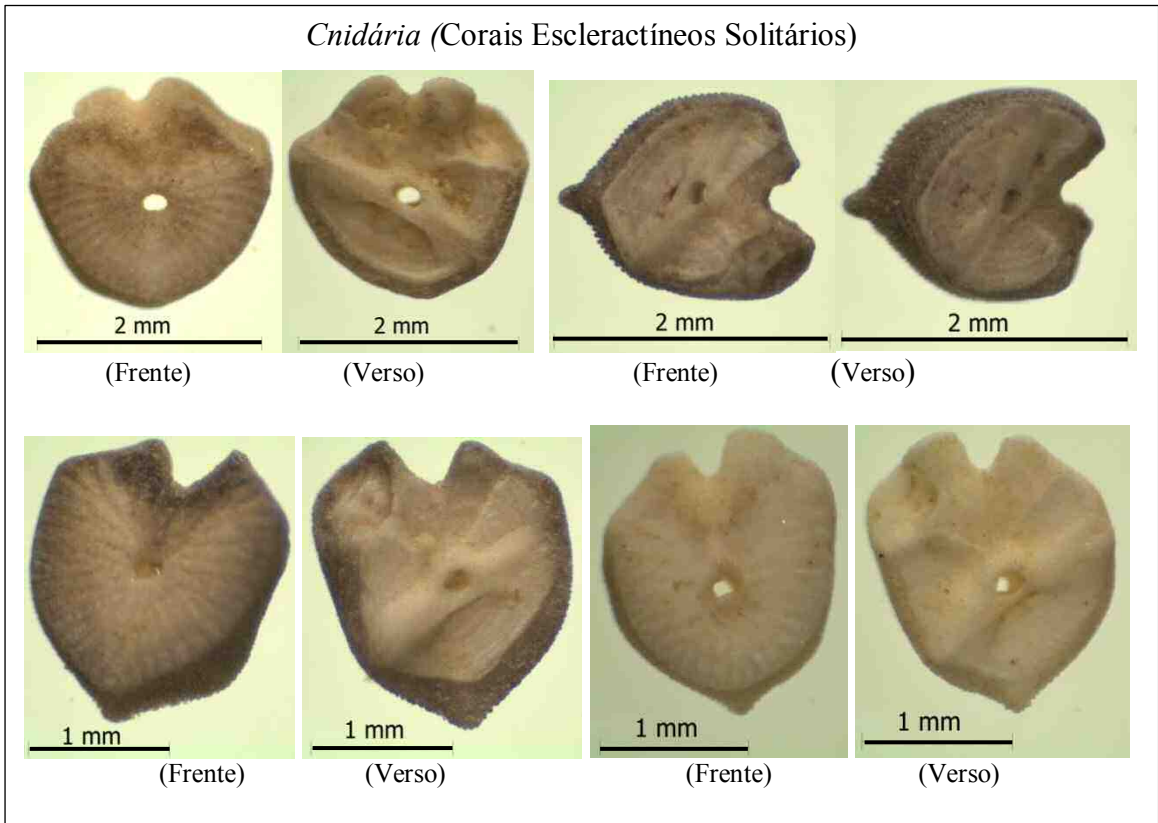 Cnidária (Corais Escleractíneos Solitários)
2 mm
2 mm
2 mm
2 mm
(Frente)
(Verso)
(Frente)
(Verso)
1 mm
1 mm
1 mm
1 mm
(Frente)
(Verso)
(Frente)
(Verso)